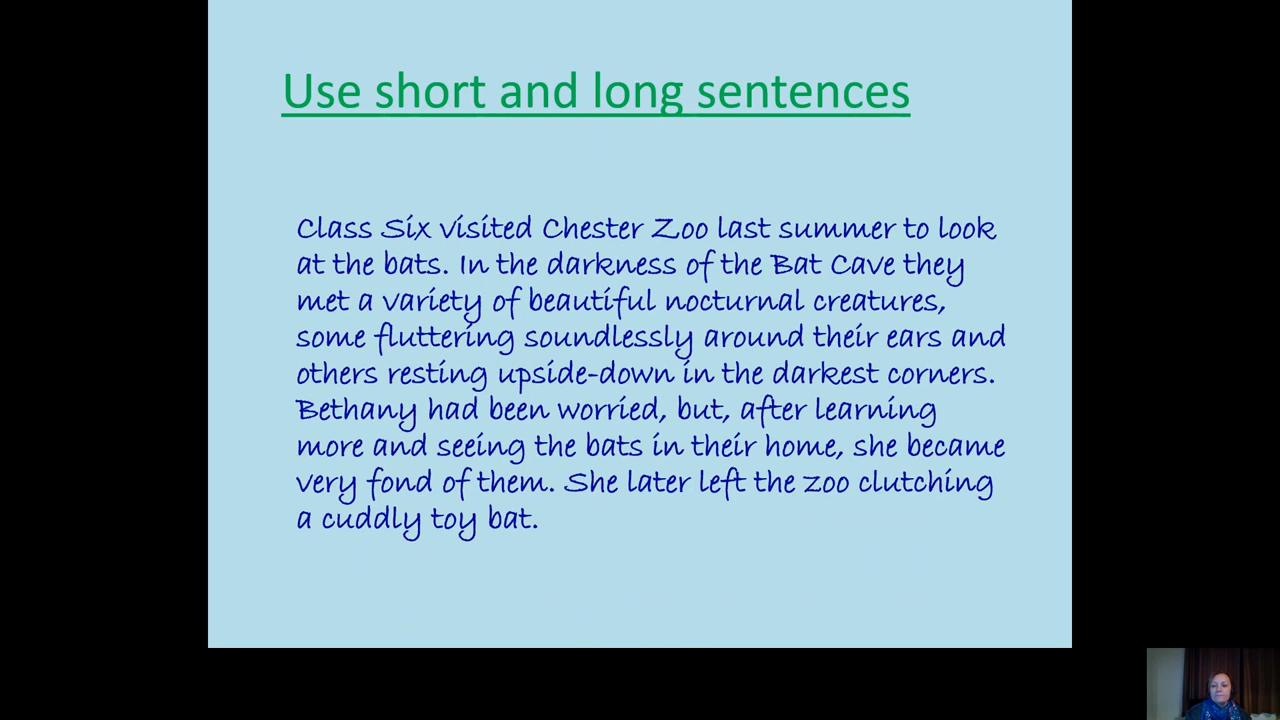 Use short and long sentences
Class Six visited Chester Zoo last summer to look
at the bats. In the darkness of the Bat Cave they
met a variety of beautiful nocturnal creatures,
some fluttering soundlessly around their ears and
others resting upside-down in the darkest corners.
Bethany had been worried, but, after learning
more and seeing the bats in their home, she became
very fond of them. She later left the zoo clutching
a cuddly toy bat.